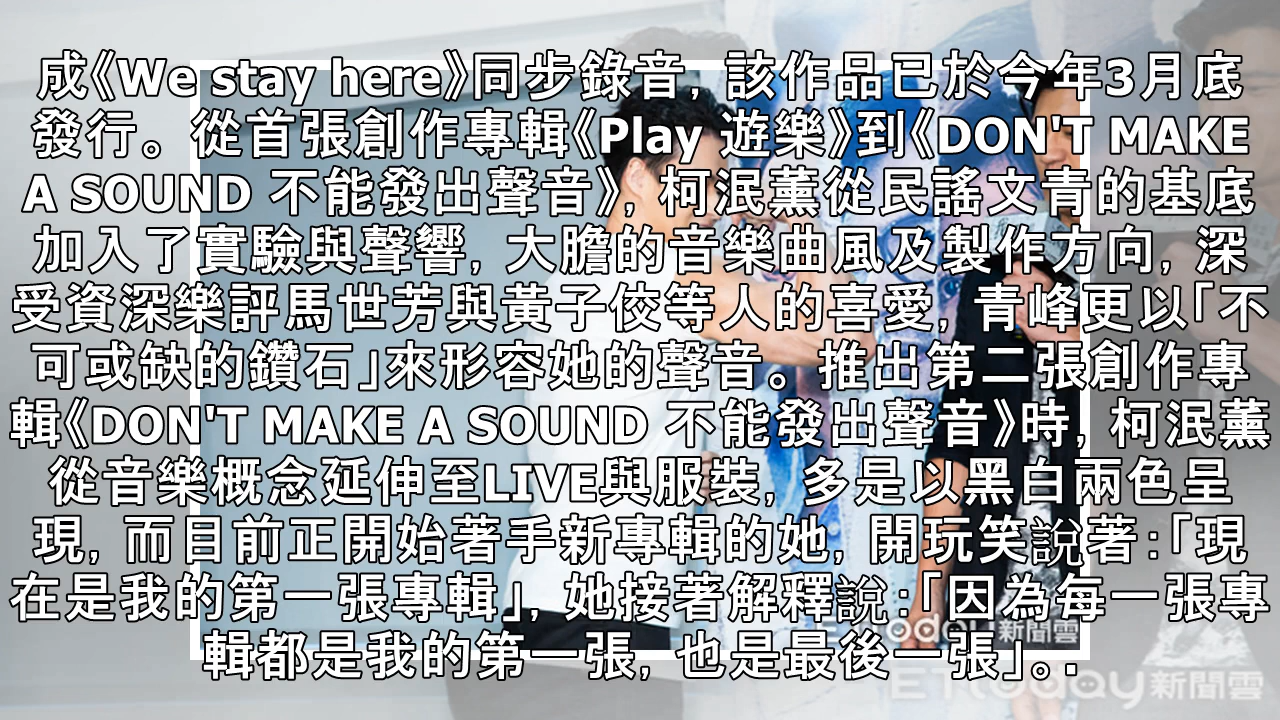 成《We stay here》同步錄音，該作品已於今年3月底
發行。從首張創作專輯《Play 遊樂》到《DON'T MAKE
A SOUND 不能發出聲音》，柯泯薰從民謠文青的基底
加入了實驗與聲響，大膽的音樂曲風及製作方向，深
受資深樂評馬世芳與黃子佼等人的喜愛，青峰更以「不
可或缺的鑽石」來形容她的聲音。推出第二張創作專
輯《DON'T MAKE A SOUND 不能發出聲音》時，柯泯薰
從音樂概念延伸至LIVE與服裝，多是以黑白兩色呈
現，而目前正開始著手新專輯的她，開玩笑說著：「現
在是我的第一張專輯」，她接著解釋說：「因為每一張專
輯都是我的第一張，也是最後一張」。.
ETtoday新聞雲
ETtoday新聞雲